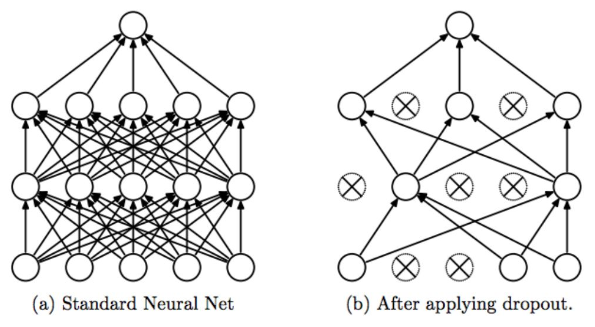 (a) Standard Neural Net
(b) After applying dropout.